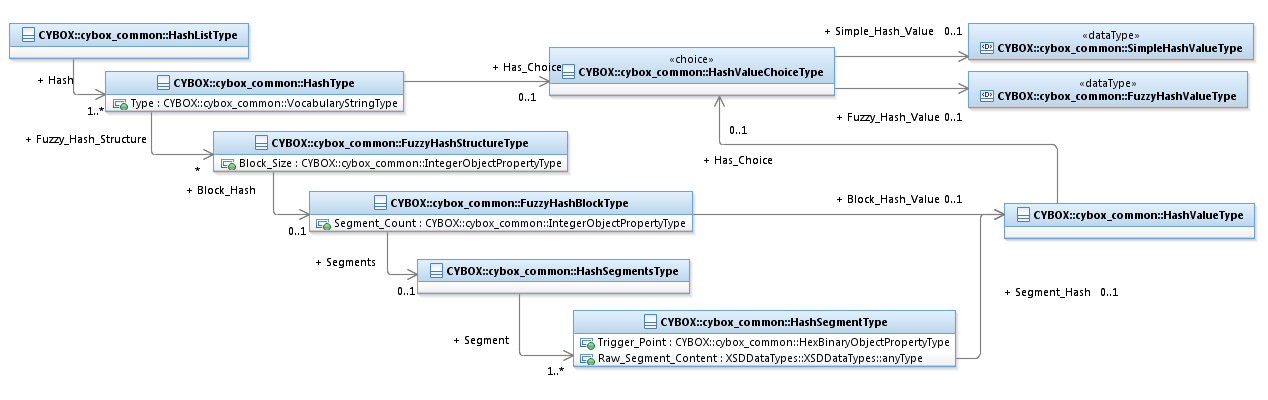 CYBOX::cybox_common::HashListType
+ Simple_Hash_Value 0..1
«dataType»
CYBOX::cybox_common::SimpleHashValueType
+ Hash
1..*
CYBOX::cybox_common::HashType
Type : CYBOX::cybox_common::VocabularyStringType
+ Has_Choice
0..1
«choice»
CYBOX::cybox_common::HashValueChoiceType
«dataType»
CYBOX::cybox_common::FuzzyHashValueType
+ Fuzzy_Hash_Value 0..1
+ Fuzzy_Hash_Structure
*
CYBOX::cybox_common::FuzzyHashStructureType
Block_Size : CYBOX::cybox_common::IntegerObjectPropertyType
0..1
+ Has_Choice
+ Block_Hash
0..1
CYBOX::cybox_common::FuzzyHashBlockType
Segment_Count : CYBOX::cybox_common::IntegerObjectPropertyType
+ Block_Hash_Value 0..1
CYBOX::cybox_common::HashValueType
+ Segments
0..1
CYBOX::cybox_common::HashSegmentsType
+ Segment_Hash 0..1
+ Segment
1..*
CYBOX::cybox_common::HashSegmentType
Trigger_Point : CYBOX::cybox_common::HexBinaryObjectPropertyType
Raw_Segment_Content : XSDDataTypes::XSDDataTypes::anyType